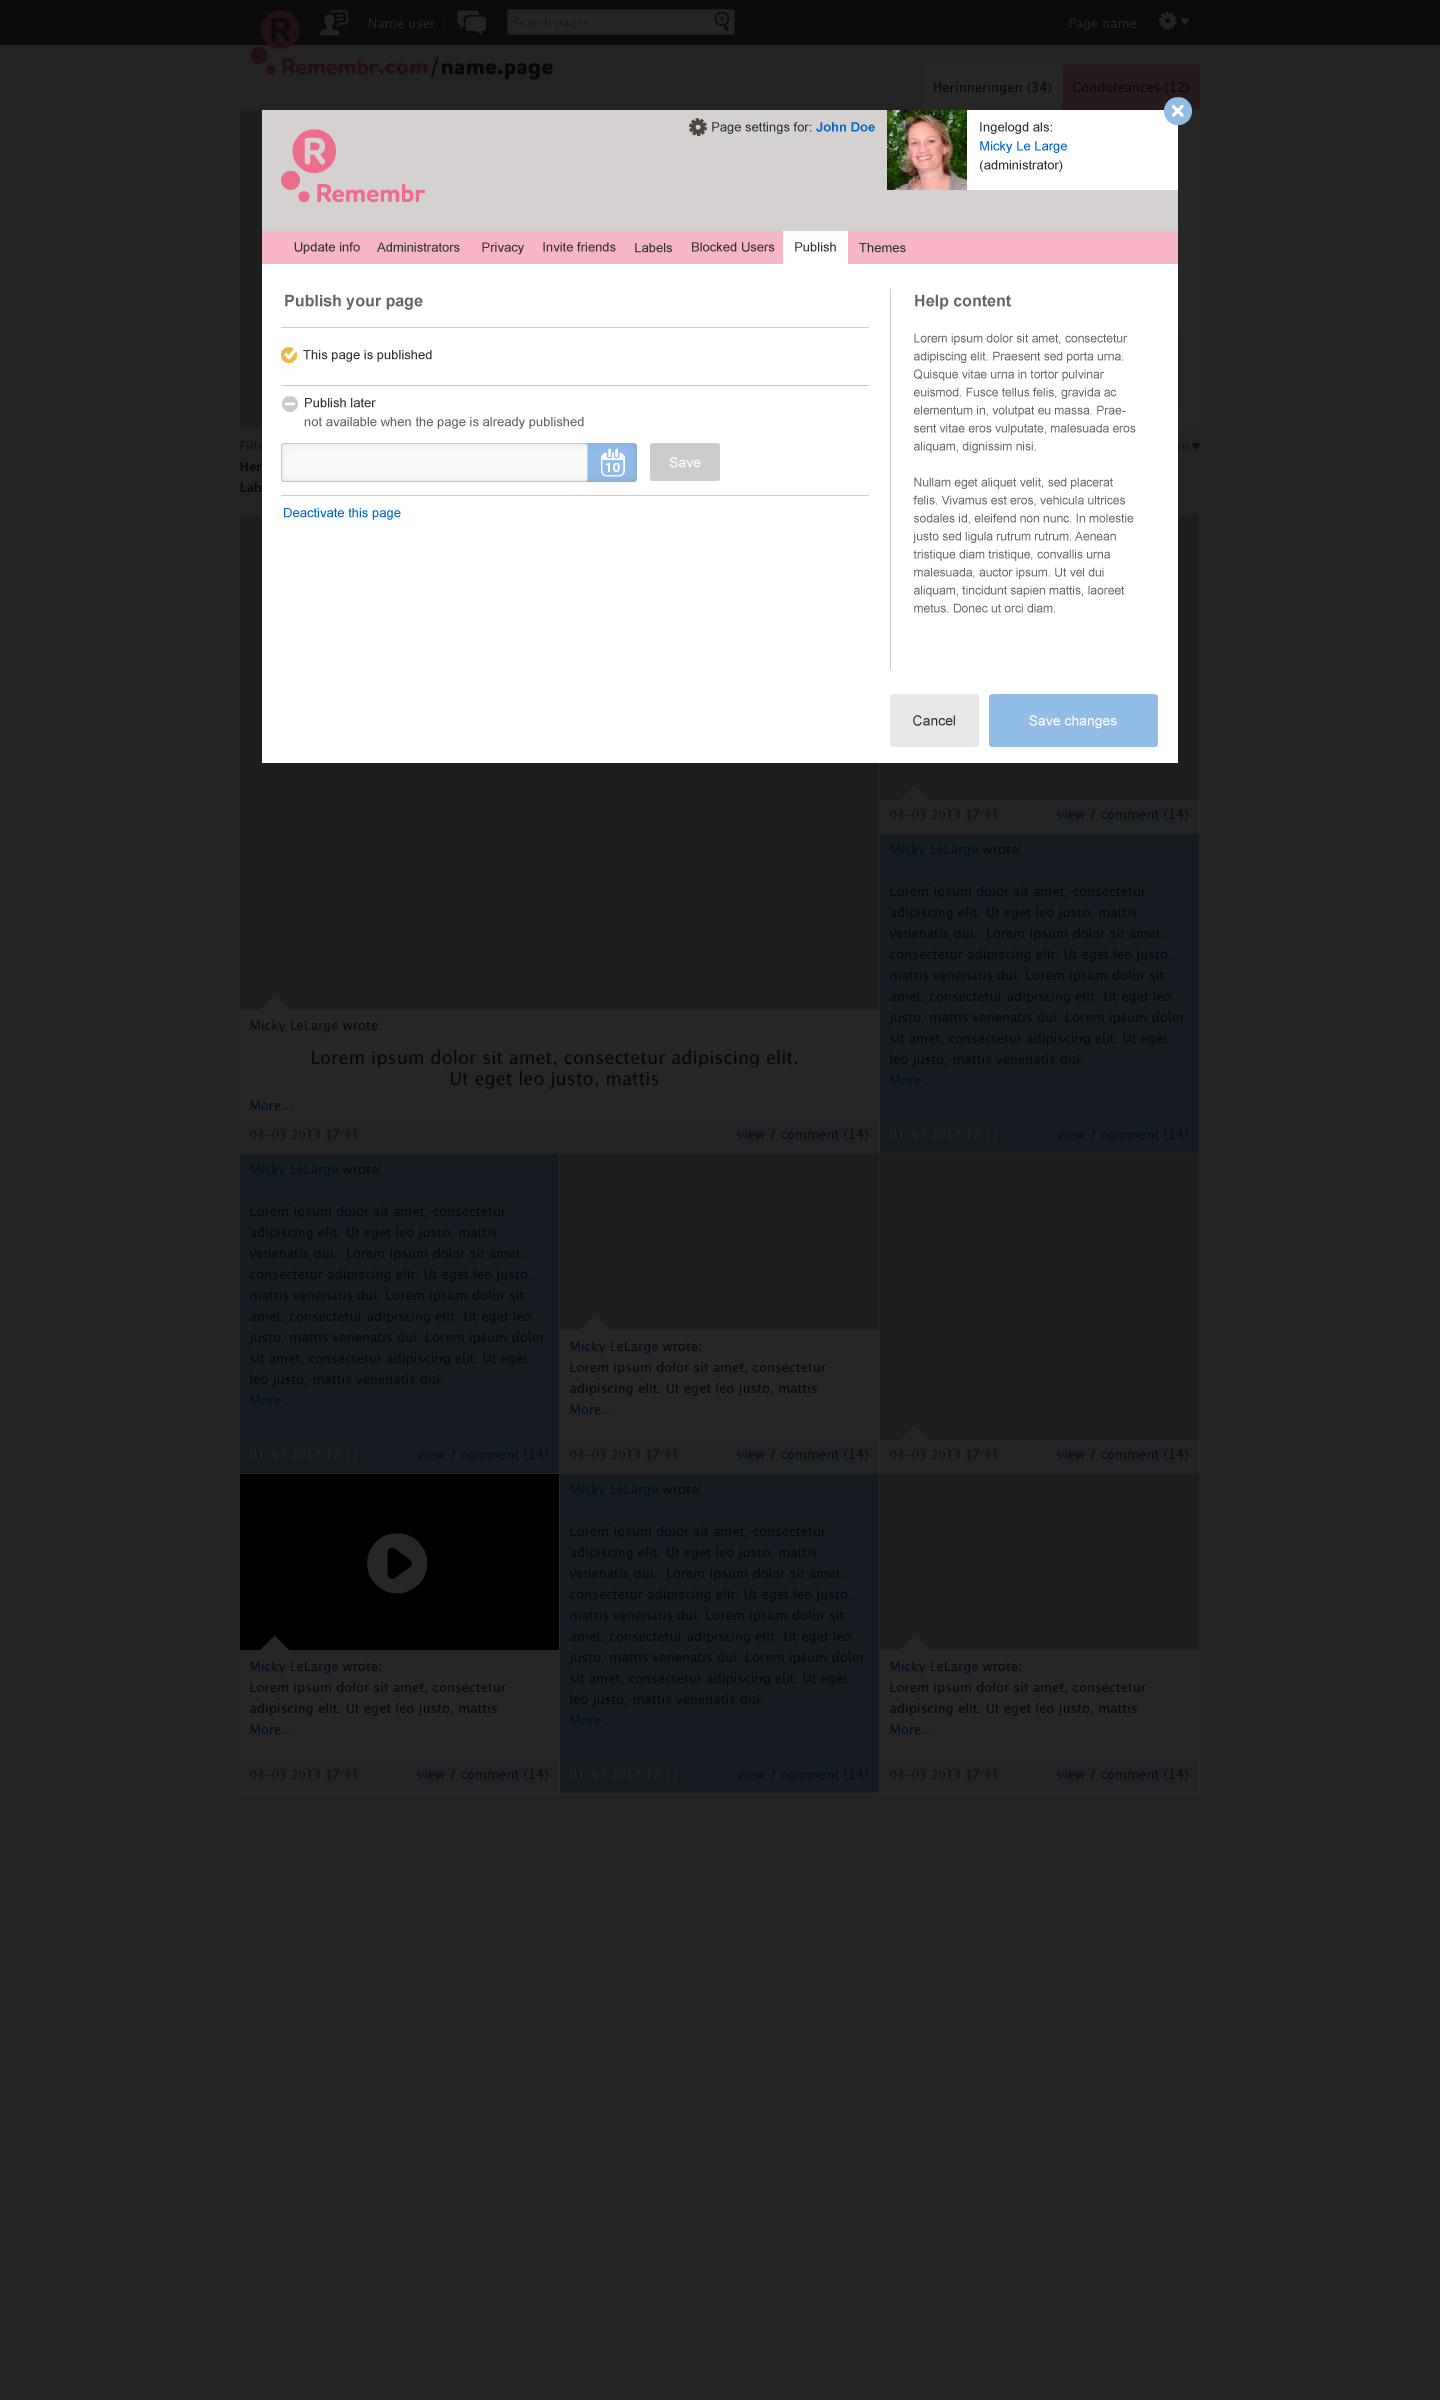 R
Name user
Search pages
Page name
Remembr.com/name.page
Herinneringen (34)
Condoleances (12)
R
Remembr
Page settings for: John Doe
Ingelogd als:
Micky Le Large
(administrator)
Update info
Administrators
Privacy
Invite friends
Labels
Blocked Users
Publish
Themes
Publish your page
This page is published
Publish later
not available when the page is already published
10
Save
Deactivate this page
Help content
Lorem ipsum dolor sit amet, consectetur
adipiscing elit. Praesent sed porta urna.
Quisque vitae urna in tortor pulvinar
euismod. Fusce tellus felis, gravida ac
elementum in, volutpat eu massa. Prae-
sent vitae eros vulputate, malesuada eros
aliquam, dignissim nisi.
Nullam eget aliquet velit, sed placerat
felis. Vivamus est eros, vehicula ultrices
sodales id, eleifend non nunc. In molestie
justo sed ligula rutrum rutrum. Aenean
tristique diam tristique, convallis urna
malesuada, auctor ipsum. Ut vel dui
aliquam, tincidunt sapien mattis, laoreet
metus. Donec ut orci diam.
Cancel
Save changes
01-03 2013 17:11
view / comment (14)
Micky LeLarge wrote:
Lorem ipsum dolor sit amet, consectetur
adipiscing elit. Ut eget leo justo, mattis
venenatis dui. Lorem ipsum dolor sit amet,
consectetur adipiscing elit. Ut eget leo justo,
mattis venenatis dui. Lorem ipsum dolor sit
amet, consectetur adipiscing elit. Ut eget leo
justo, mattis venenatis dui. Lorem ipsum dolor
sit amet, consectetur adipiscing elit. Ut eget
leo justo, mattis venenatis dui.
More...
01-03 2013 17:11
view / comment (14)
Micky LeLarge wrote:
Lorem ipsum dolor sit amet, consectetur adipiscing elit.
Ut eget leo justo, mattis
More...
01-03 2013 17:11
view / comment (14)
Micky LeLarge wrote:
Lorem ipsum dolor sit amet, consectetur
adipiscing elit. Ut eget leo justo, mattis
venenatis dui. Lorem ipsum dolor sit amet,
consectetur adipiscing elit. Ut eget leo justo,
mattis venenatis dui. Lorem ipsum dolor sit
amet, consectetur adipiscing elit. Ut eget leo
justo, mattis venenatis dui. Lorem ipsum dolor
sit amet, consectetur adipiscing elit. Ut eget
leo justo, mattis venenatis dui.
More...
01-03 2013 17:11
view / comment (14)
Micky LeLarge wrote:
Lorem ipsum dolor sit amet, consectetur
adipiscing elit. Ut eget leo justo, mattis
More...
01-03 2013 17:11
view / comment (14)
01-03 2013 17:11
view / comment (14)
Micky LeLarge wrote:
Lorem ipsum dolor sit amet, consectetur
adipiscing elit. Ut eget leo justo, mattis
More...
01-03 2013 17:11
view / comment (14)
Micky LeLarge wrote:
Lorem ipsum dolor sit amet, consectetur
adipiscing elit. Ut eget leo justo, mattis
venenatis dui. Lorem ipsum dolor sit amet,
consectetur adipiscing elit. Ut eget leo justo,
mattis venenatis dui. Lorem ipsum dolor sit
amet, consectetur adipiscing elit. Ut eget leo
justo, mattis venenatis dui. Lorem ipsum dolor
sit amet, consectetur adipiscing elit. Ut eget
leo justo, mattis venenatis dui.
More...
01-03 2013 17:11
view / comment (14)
Micky LeLarge wrote:
Lorem ipsum dolor sit amet, consectetur
adipiscing elit. Ut eget leo justo, mattis
More...
01-03 2013 17:11
view / comment (14)